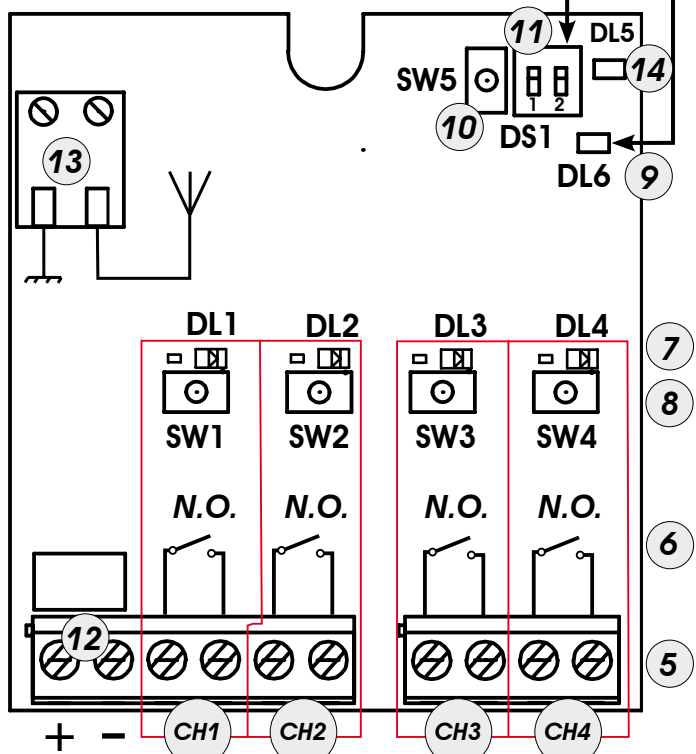 11 DL5
SW5 14
1 2
10 DS1
13 DL6 9
DL1 DL2 DL3 DL4 7
8
SW1 SW2 SW3 SW4
N.O. N.O. N.O. N.O.
6
12 5
+ − CH1 CH2 CH3 CH4